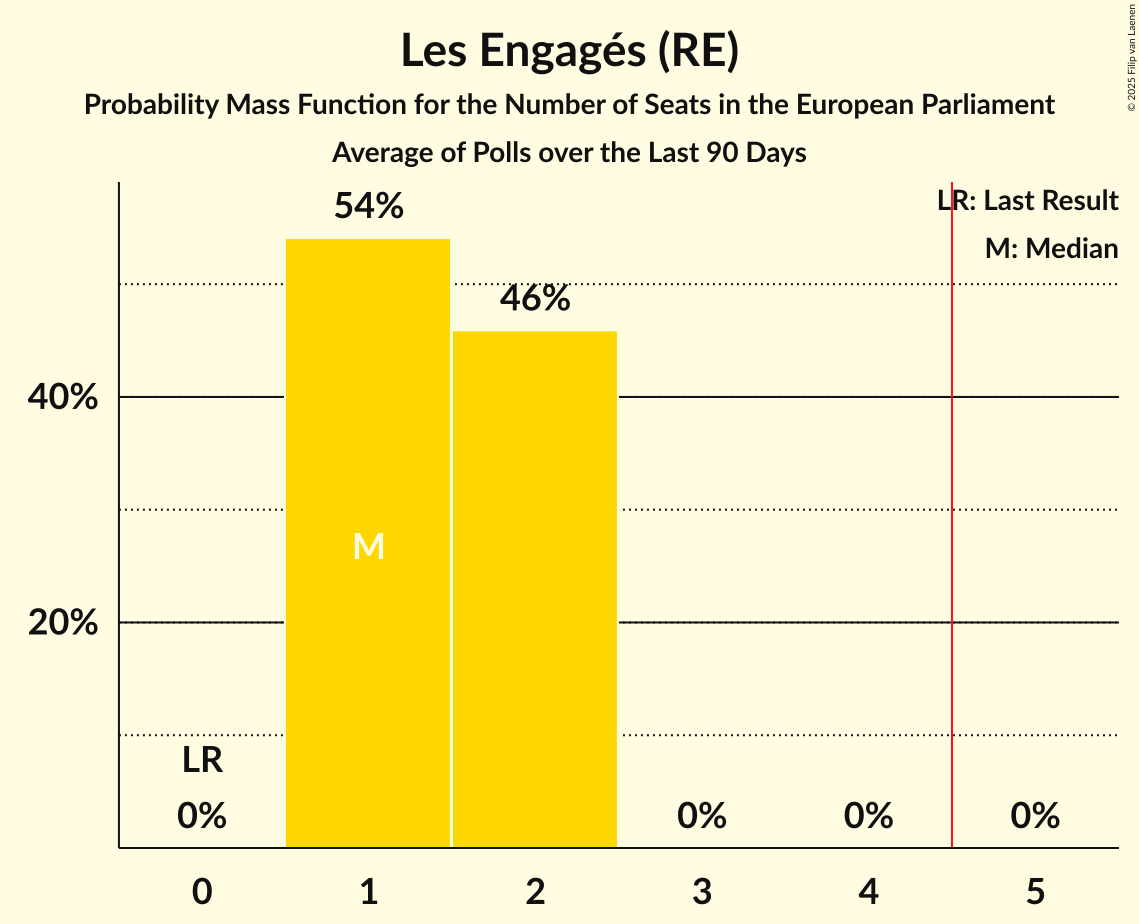 Les Engagés (RE)
Probability Mass Function for the Number of Seats in the European Parliament
Average of Polls over the Last 90 Days
© 2025 Filip van Laenen
LR: Last Result
M: Median
54%
46%
40%
M
20%
LR
0%
0%
0%
0%
0
1
2
3
4
5